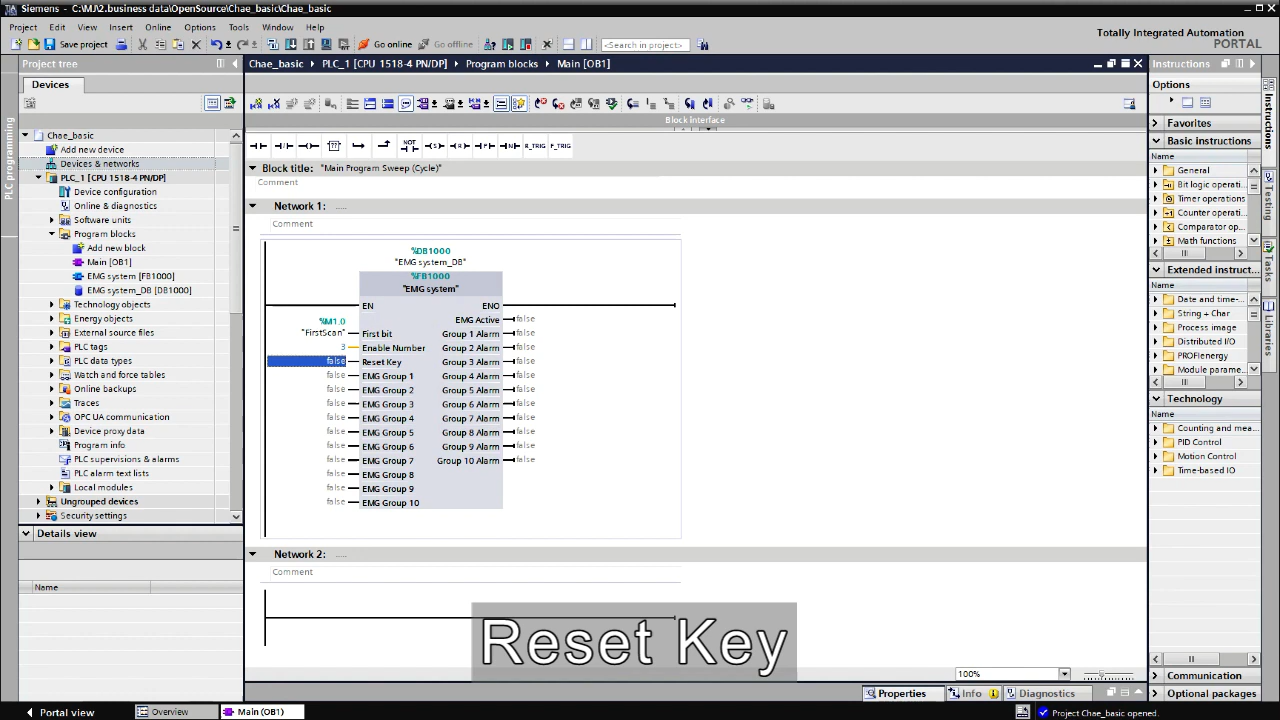 Siemens - C:\MJ\2.business data\OpenSource\Chae_basic\Chae_basic
Project Edit View Insert Online Options Tools Window Help
Totally Integrated Automation
PORTAL
Save project
Go online
Go offline
<Search in project>
Project tree
Chae_basic
PLC_1 [CPU 1518-4 PN/DP]
Program blocks
Main [OB1]
Instructions
Devices
Options
Block interface
PLC programming
Chae_basic
Add new device
Devices & networks
PLC_1 [CPU 1518-4 PN/DP]
Device configuration
Online & diagnostics
Software units
Program blocks
Add new block
Main [OB1]
EMG system [FB1000]
EMG system_DB [DB1000]
Technology objects
Energy objects
External source files
PLC tags
PLC data types
Watch and force tables
Online backups
Traces
OPC UA communication
Device proxy data
Program info
PLC supervisions & alarms
PLC alarm text lists
Local modules
Ungrouped devices
Security settings
Details view
Name
NOT
R_TRIG
F_TRIG
Block title: "Main Program Sweep (Cycle)"
Comment
Network 1: .....
Comment
%DB1000
"EMG system_DB"
%FB1000
"EMG system"
EN ENO
EMG Active false
%M1.0
"FirstScan" First bit Group 1 Alarm false
3 Enable Number Group 2 Alarm false
false Reset Key Group 3 Alarm false
false EMG Group 1 Group 4 Alarm false
false EMG Group 2 Group 5 Alarm false
false EMG Group 3 Group 6 Alarm false
false EMG Group 4 Group 7 Alarm false
false EMG Group 5 Group 8 Alarm false
false EMG Group 6 Group 9 Alarm false
false EMG Group 7 Group 10 Alarm false
false EMG Group 8
false EMG Group 9
false EMG Group 10
Network 2: .....
Comment
Reset Key
100%
Properties
Info
Diagnostics
Favorites
Basic instructions
Name
General
Bit logic operati...
Timer operations
Counter operati...
Comparator op...
Math functions
Extended instruct...
Name
Date and time-...
String + Char
Process image
Distributed I/O
PROFIenergy
Module parame...
Technology
Name
Counting and mea...
PID Control
Motion Control
Time-based IO
Communication
Optional packages
Instructions
Testing
Tasks
Libraries
Portal view
Overview
Main (OB1)
Project Chae_basic opened.